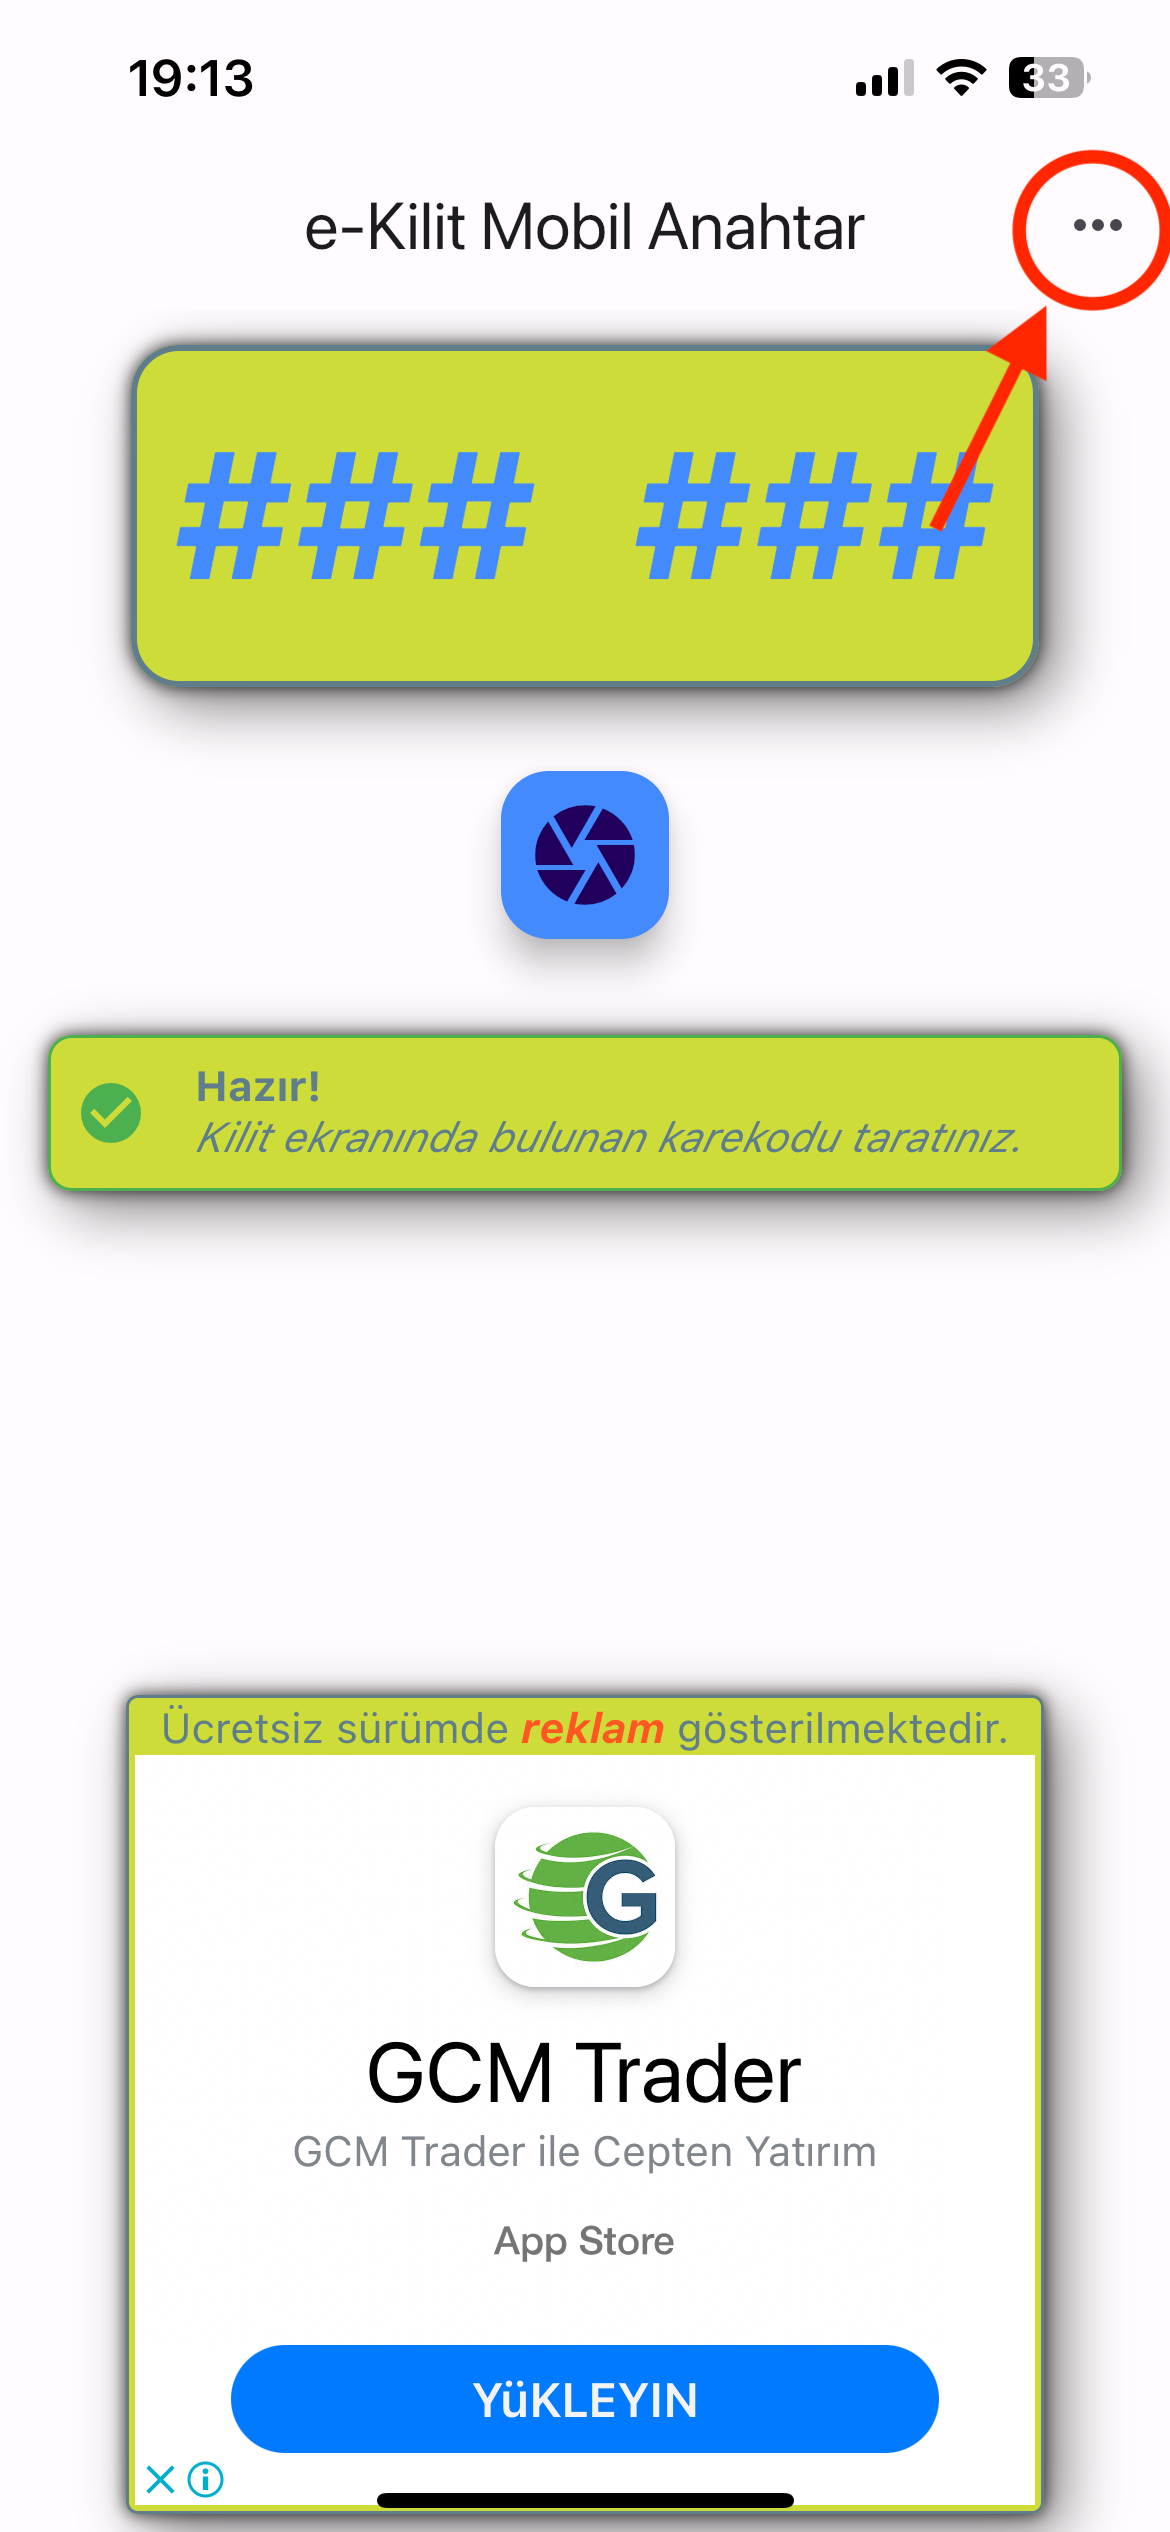 19:13
33
e-Kilit Mobil Anahtar
### ###
Hazır!
Kilit ekranında bulunan karekodu taratınız.
Ücretsiz sürümde reklam gösterilmektedir.
G
GCM Trader
GCM Trader ile Cepten Yatırım
App Store
YüKLEYIN